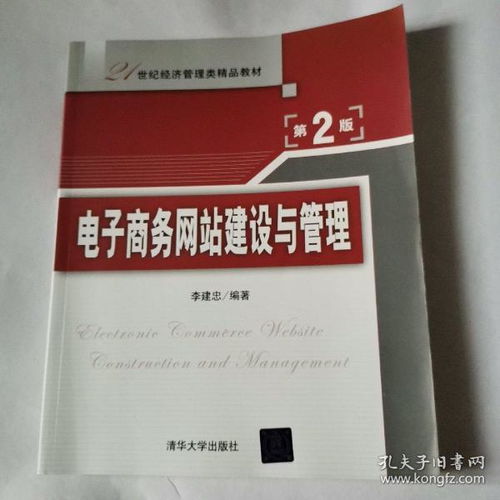 21世纪经济管理类精品教材
第2版
电子商务网站建设与管理
李建忠/编著
Electronic Commerce Website
Construction and Management
清华大学出版社
孔夫子旧书网
www.kongfz.com